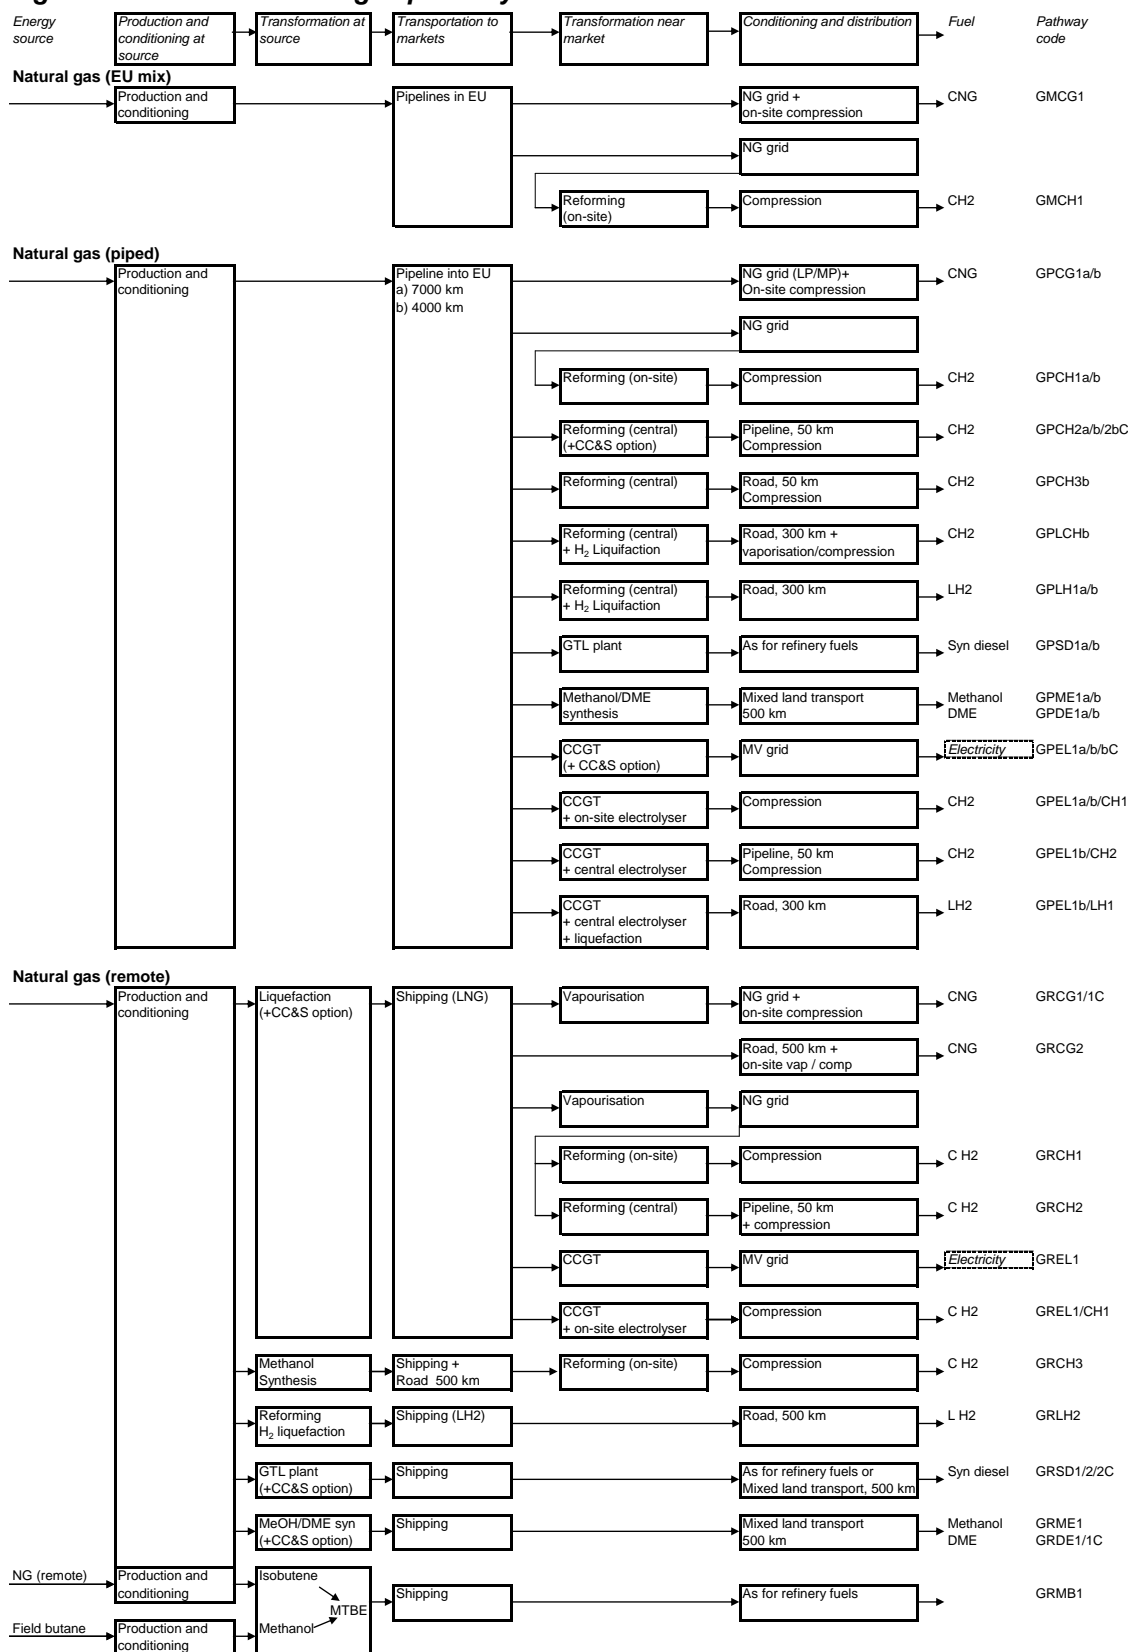 Energy source
Production and conditioning at source
Transformation at source
Transportation to markets
Transformation near market
Conditioning and distribution
Fuel
Pathway code
Natural gas (EU mix)
Production and conditioning
Pipelines in EU
NG grid +
on-site compression
CNG
GMCG1
NG grid
Reforming
(on-site)
Compression
CH2
GMCH1
Natural gas (piped)
Production and conditioning
Pipeline into EU
a) 7000 km
b) 4000 km
NG grid (LP/MP)+
On-site compression
CNG
GPCG1a/b
NG grid
Reforming (on-site)
Compression
CH2
GPCH1a/b
Reforming (central)
(+CC&S option)
Pipeline, 50 km
Compression
CH2
GPCH2a/b/2bC
Reforming (central)
Road, 50 km
Compression
CH2
GPCH3b
Reforming (central)
+ H2 Liquifaction
Road, 300 km +
vaporisation/compression
CH2
GPLCHb
Reforming (central)
+ H2 Liquifaction
Road, 300 km
LH2
GPLH1a/b
GTL plant
As for refinery fuels
Syn diesel
GPSD1a/b
Methanol/DME
synthesis
Mixed land transport
500 km
Methanol
DME
GPME1a/b
GPDE1a/b
CCGT
(+ CC&S option)
MV grid
Electricity
GPEL1a/b/bC
CCGT
+ on-site electrolyser
Compression
CH2
GPEL1a/b/CH1
CCGT
+ central electrolyser
Pipeline, 50 km
Compression
CH2
GPEL1b/CH2
CCGT
+ central electrolyser
+ liquefaction
Road, 300 km
LH2
GPEL1b/LH1
Natural gas (remote)
Production and conditioning
Liquefaction
(+CC&S option)
Shipping (LNG)
Vapourisation
NG grid +
on-site compression
CNG
GRCG1/1C
Road, 500 km +
on-site vap / comp
CNG
GRCG2
Vapourisation
NG grid
Reforming (on-site)
Compression
C H2
GRCH1
Reforming (central)
Pipeline, 50 km
+ compression
C H2
GRCH2
CCGT
MV grid
Electricity
GREL1
CCGT
+ on-site electrolyser
Compression
C H2
GREL1/CH1
Methanol
Synthesis
Shipping +
Road 500 km
Reforming (on-site)
Compression
C H2
GRCH3
Reforming
H2 liquefaction
Shipping (LH2)
Road, 500 km
L H2
GRLH2
GTL plant
(+CC&S option)
Shipping
As for refinery fuels or
Mixed land transport, 500 km
Syn diesel
GRSD1/2/2C
MeOH/DME syn
(+CC&S option)
Shipping
Mixed land transport
500 km
Methanol
DME
GRME1
GRDE1/1C
NG (remote)
Production and conditioning
Isobutene
MTBE
Shipping
As for refinery fuels
GRMB1
Field butane
Production and conditioning
Methanol